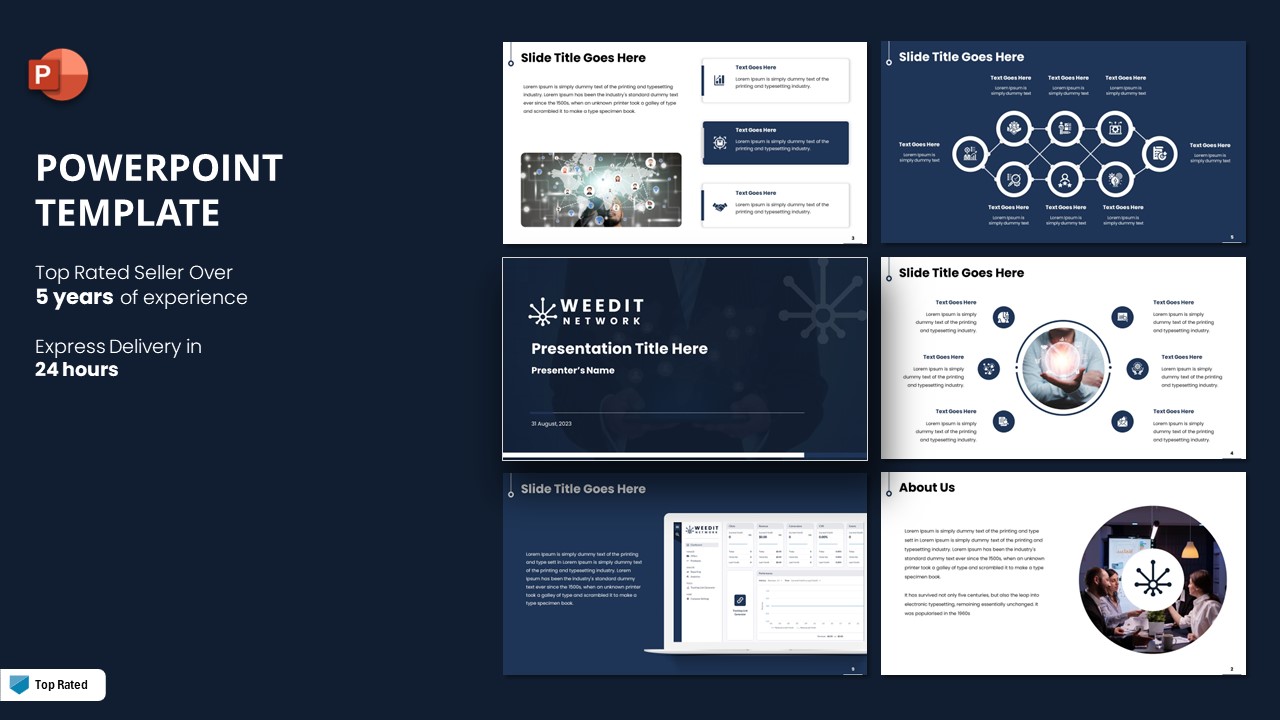 P
POWERPOINT
TEMPLATE
Top Rated Seller Over
5 years of experience
Express Delivery in
24 hours
Top Rated
Slide Title Goes Here
Lorem Ipsum is simply dummy text of the printing and typesetting
industry. Lorem Ipsum has been the industry's standard dummy text
ever since the 1500s, when an unknown printer took a galley of type
and scrambled it to make a type specimen book.
Text Goes Here
Lorem Ipsum is simply dummy text of the
printing and typesetting industry.
Text Goes Here
Lorem Ipsum is simply dummy text of the
printing and typesetting industry.
Text Goes Here
Lorem Ipsum is simply dummy text of the
printing and typesetting industry.
3
Slide Title Goes Here
Text Goes Here
Lorem Ipsum is
simply dummy text
Text Goes Here
Lorem Ipsum is
simply dummy text
Text Goes Here
Lorem Ipsum is
simply dummy text
Text Goes Here
Lorem Ipsum is
simply dummy text
Text Goes Here
Lorem Ipsum is
simply dummy text
Text Goes Here
Lorem Ipsum is
simply dummy text
Text Goes Here
Lorem Ipsum is
simply dummy text
Text Goes Here
Lorem Ipsum is
simply dummy text
5
WEEDIT
NETWORK
Presentation Title Here
Presenter's Name
31 August, 2023
Slide Title Goes Here
Text Goes Here
Lorem Ipsum is simply
dummy text of the printing
and typesetting industry.
Text Goes Here
Lorem Ipsum is simply
dummy text of the printing
and typesetting industry.
Text Goes Here
Lorem Ipsum is simply
dummy text of the printing
and typesetting industry.
Text Goes Here
Lorem Ipsum is simply
dummy text of the printing
and typesetting industry.
Text Goes Here
Lorem Ipsum is simply
dummy text of the printing
and typesetting industry.
Text Goes Here
Lorem Ipsum is simply
dummy text of the printing
and typesetting industry.
4
Slide Title Goes Here
Lorem Ipsum is simply dummy text of the printing
and type setting industry. Lorem Ipsum is simply dummy text
of the printing and typesetting industry. Lorem
Ipsum has been the industry's standard dummy
text ever since the 1500s, when an unknown printer
took a galley of type and scrambled it to make a
type specimen book.
WEEDIT
NETWORK
About Us
Lorem Ipsum is simply dummy text of the printing and type
sett in industry. Lorem Ipsum is simply dummy text of the
printing and typesetting industry. Lorem Ipsum has been the industry's
standard dummy text ever since the 1500s, when an unknown
printer took a galley of type and scrambled it to make a type
specimen book.
It has survived not only five centuries, but also the leap into
electronic typesetting, remaining essentially unchanged. It
was popularised in the 1960s
2